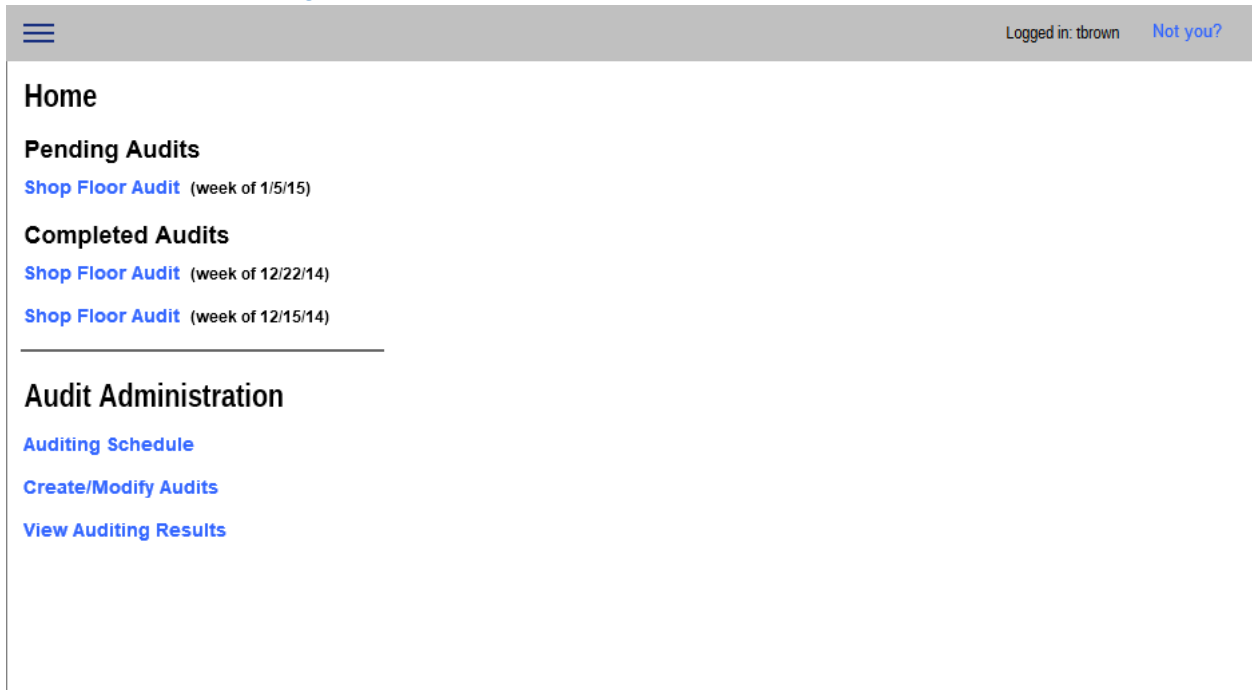 Logged in: tbrown Not you?
Home
Pending Audits
Shop Floor Audit (week of 1/5/15)
Completed Audits
Shop Floor Audit (week of 12/22/14)
Shop Floor Audit (week of 12/15/14)
Audit Administration
Auditing Schedule
Create/Modify Audits
View Auditing Results